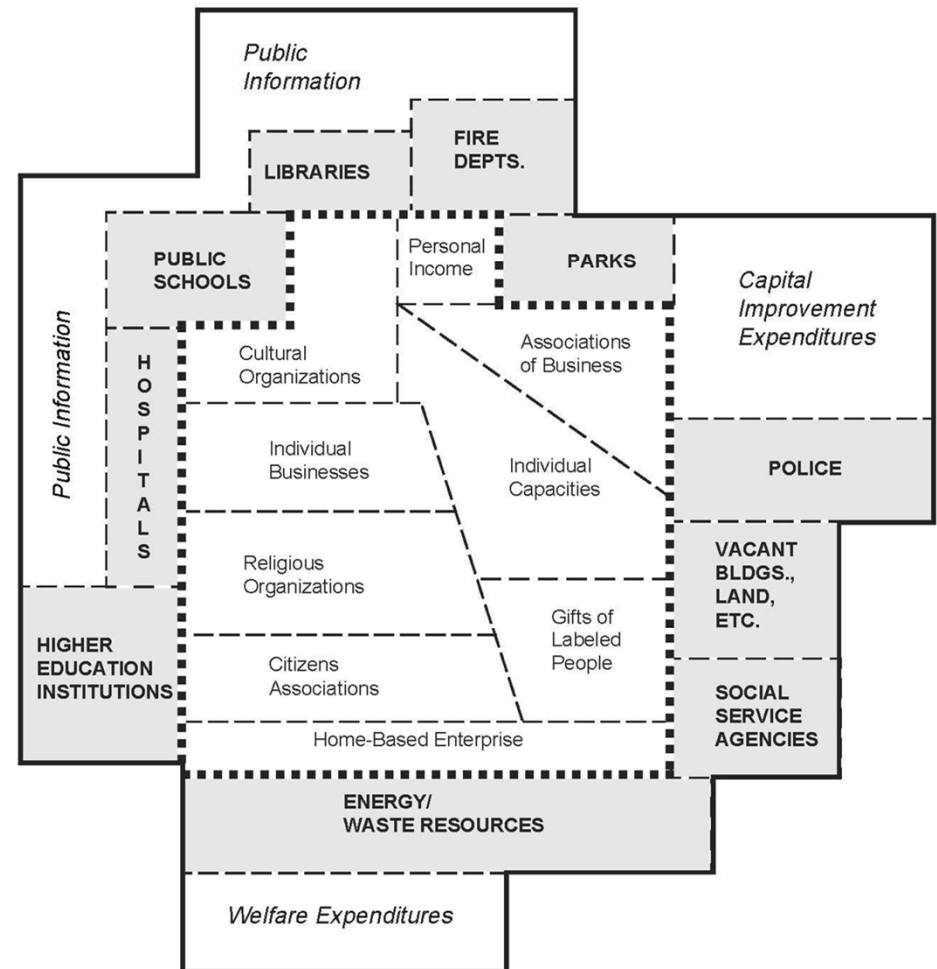 Public
Information
FIRE
DEPTS.
LIBRARIES
Personal
Income
PUBLIC
SCHOOLS
PARKS
Capital
Improvement
Expenditures
Cultural
Organizations
Associations
of Business
HOSPITALS
Public Information
Individual
Businesses
Individual
Capacities
POLICE
Religious
Organizations
VACANT
BLDGS.,
LAND,
ETC.
Gifts of
Labeled
People
HIGHER
EDUCATION
INSTITUTIONS
Citizens
Associations
SOCIAL
SERVICE
AGENCIES
Home-Based Enterprise
ENERGY/
WASTE RESOURCES
Welfare Expenditures